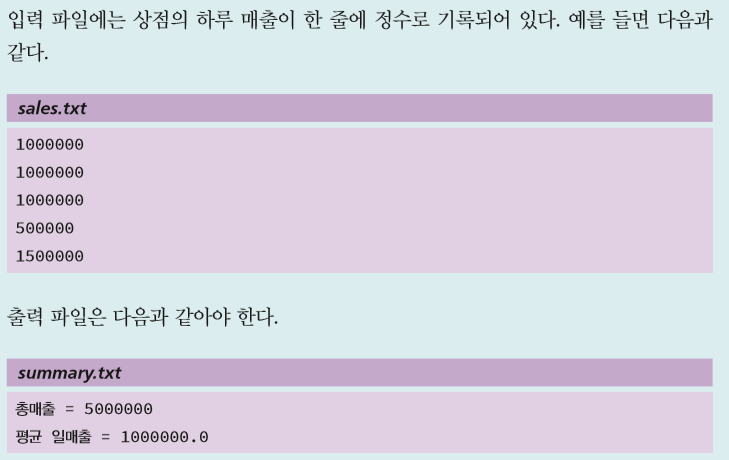 입력 파일에는 상점의 하루 매출이 한 줄에 정수로 기록되어 있다. 예를 들면 다음과
같다.
sales.txt
1000000
1000000
1000000
500000
1500000
출력 파일은 다음과 같아야 한다.
summary.txt
총매출 = 5000000
평균 일매출 = 1000000.0